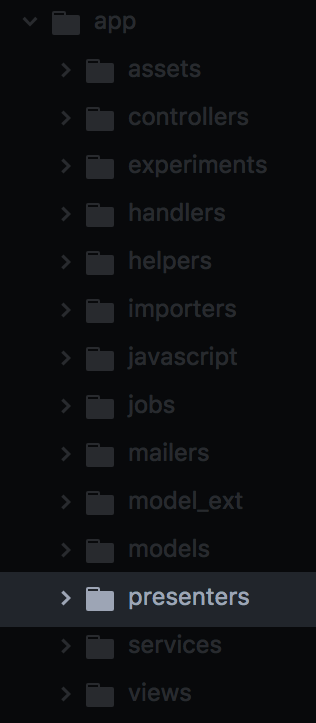 app
assets
controllers
experiments
handlers
helpers
importers
javascript
jobs
mailers
model_ext
models
presenters
services
views